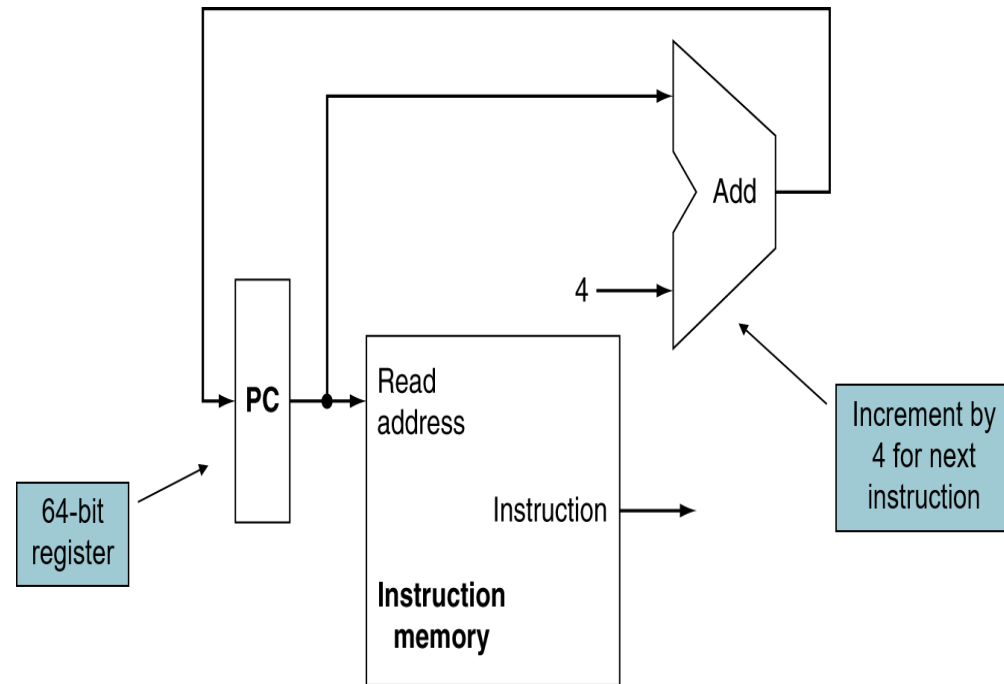 Add
4
PC
Read
address
Increment by
4 for next
instruction
64-bit
register
Instruction
Instruction
memory